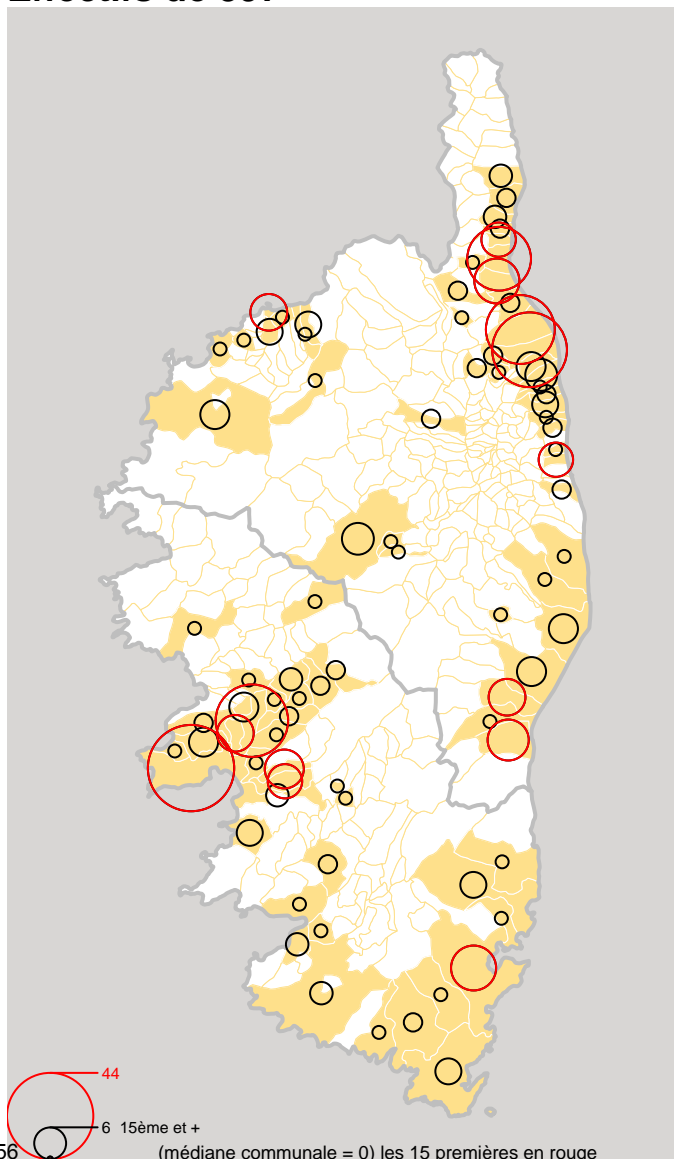 44
6 15ème et +
56
(médiane communale = 0) les 15 premières en rouge